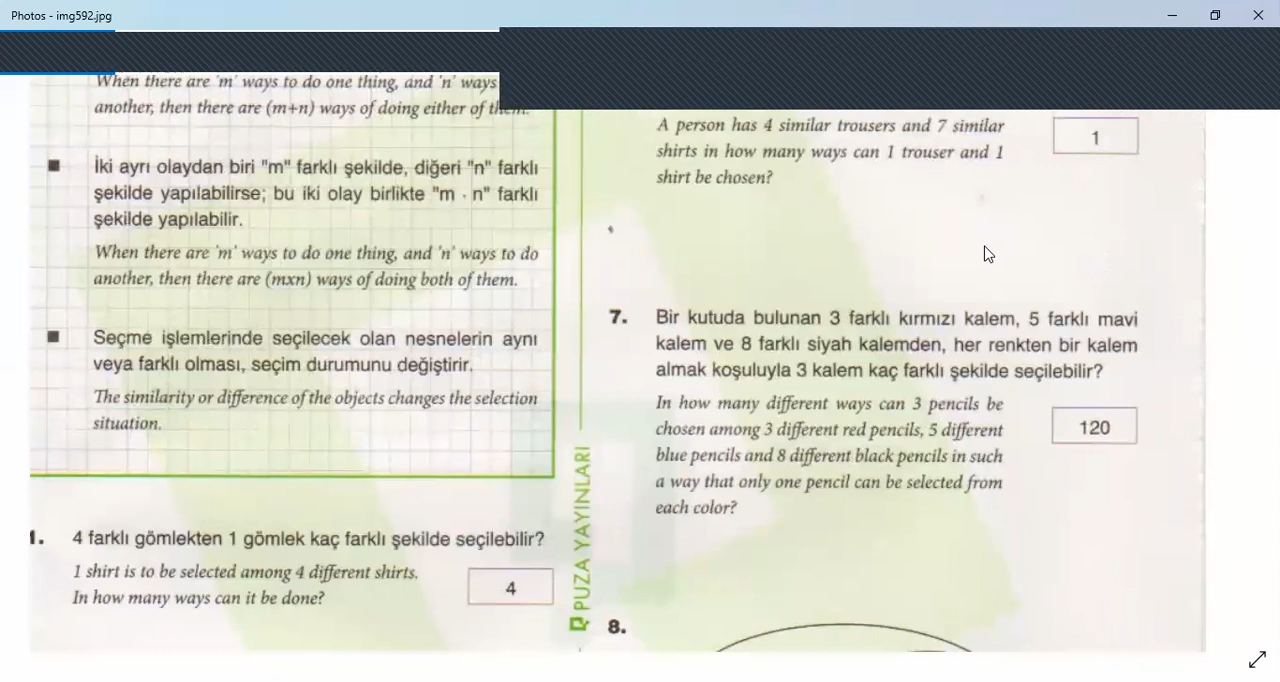 Photos - img592.jpg
When there are 'm' ways to do one thing, and 'n' ways
another, then there are (m+n) ways of doing either of them.
■ İki ayrı olaydan biri "m" farklı şekilde, diğeri "n" farklı
şekilde yapılabilirse; bu iki olay birlikte "m · n" farklı
şekilde yapılabilir.
When there are 'm' ways to do one thing, and 'n' ways to do
another, then there are (mxn) ways of doing both of them.
■ Seçme işlemlerinde seçilecek olan nesnelerin aynı
veya farklı olması, seçim durumunu değiştirir.
The similarity or difference of the objects changes the selection
situation.
1. 4 farklı gömlekten 1 gömlek kaç farklı şekilde seçilebilir?
1 shirt is to be selected among 4 different shirts.
In how many ways can it be done?
4
PUZA YAYINLARI
A person has 4 similar trousers and 7 similar
shirts in how many ways can 1 trouser and 1
shirt be chosen?
1
7. Bir kutuda bulunan 3 farklı kırmızı kalem, 5 farklı mavi
kalem ve 8 farklı siyah kalemden, her renkten bir kalem
almak koşuluyla 3 kalem kaç farklı şekilde seçilebilir?
In how many different ways can 3 pencils be
chosen among 3 different red pencils, 5 different
blue pencils and 8 different black pencils in such
a way that only one pencil can be selected from
each color?
120
8.